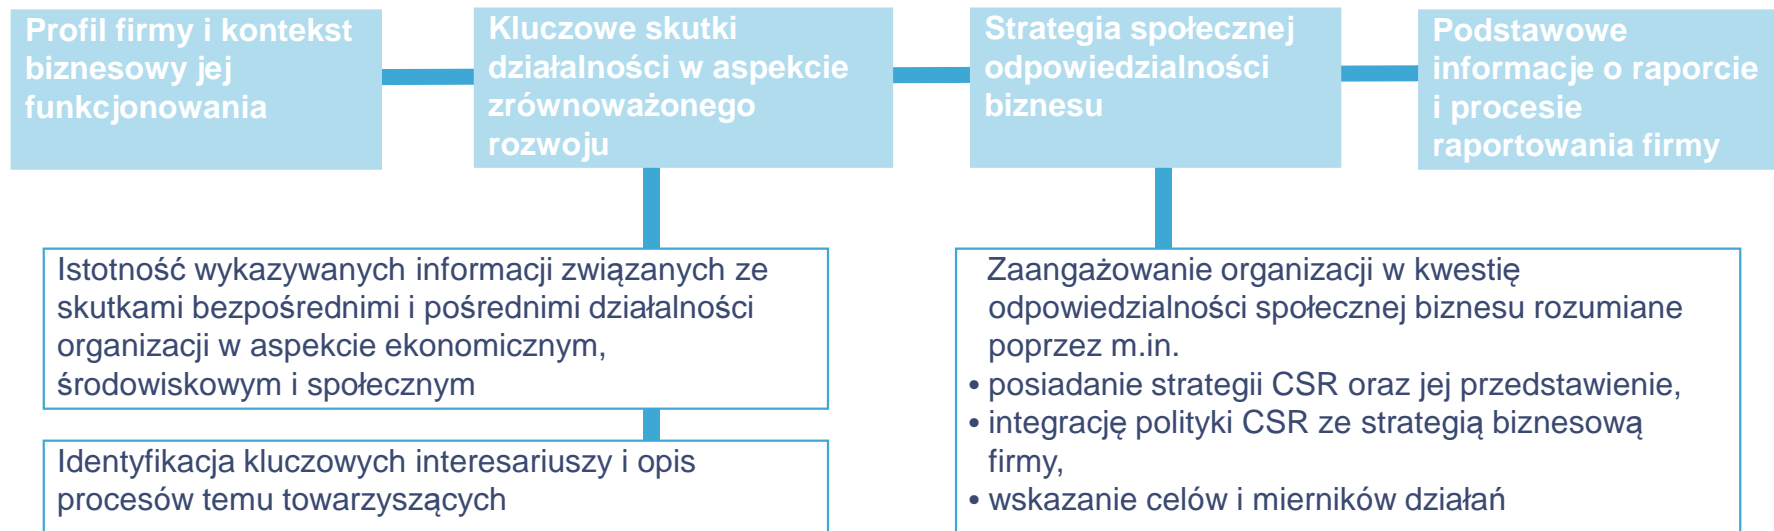 Profil firmy i kontekst
biznesowy jej
funkcjonowania
Kluczowe skutki
działalności w aspekcie
zrównoważonego
rozwoju
Strategia społecznej
odpowiedzialności
biznesu
Podstawowe
informacje o raporcie
i procesie
raportowania firmy
Istotność wykazywanych informacji związanych ze
skutkami bezpośrednimi i pośrednimi działalności
organizacji w aspekcie ekonomicznym,
środowiskowym i społecznym
Identyfikacja kluczowych interesariuszy i opis
procesów temu towarzyszących
Zaangażowanie organizacji w kwestię
odpowiedzialności społecznej biznesu rozumiane
poprzez m.in.
• posiadanie strategii CSR oraz jej przedstawienie,
• integrację polityki CSR ze strategią biznesową
firmy,
• wskazanie celów i mierników działań